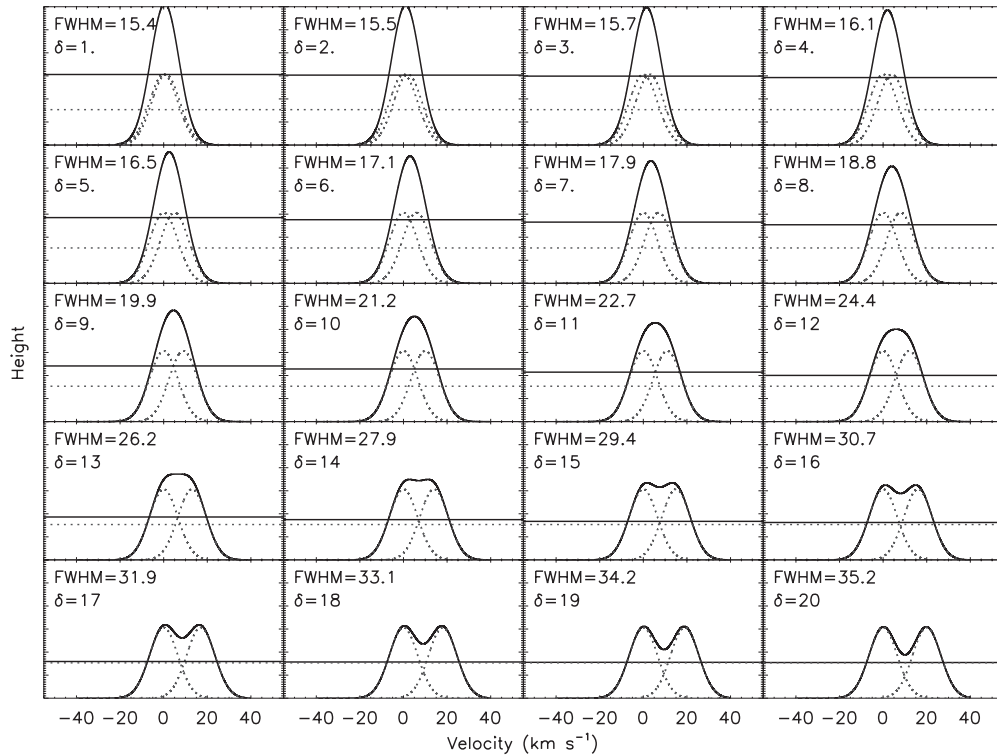 FWHM=15.4
δ=1.
FWHM=15.5
δ=2.
FWHM=15.7
δ=3.
FWHM=16.1
δ=4.
FWHM=16.5
δ=5.
FWHM=17.1
δ=6.
FWHM=17.9
δ=7.
FWHM=18.8
δ=8.
FWHM=19.9
δ=9.
FWHM=21.2
δ=10
FWHM=22.7
δ=11
FWHM=24.4
δ=12
FWHM=26.2
δ=13
FWHM=27.9
δ=14
FWHM=29.4
δ=15
FWHM=30.7
δ=16
FWHM=31.9
δ=17
FWHM=33.1
δ=18
FWHM=34.2
δ=19
FWHM=35.2
δ=20
Height
-40 -20 0 20 40 -40 -20 0 20 40 -40 -20 0 20 40 -40 -20 0 20 40
Velocity (km s⁻¹)